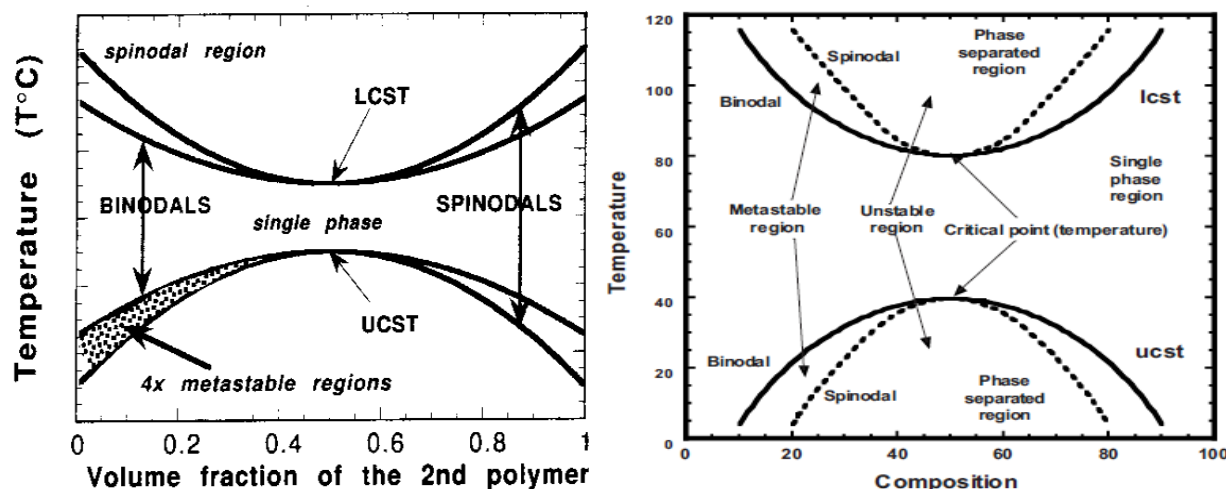 Temperature (T°C)
spinodal region
LCST
BINODALS
SPINODALS
single phase
UCST
4x metastable regions
0
0.2
0.4
0.6
0.8
1
Volume fraction of the 2nd polymer
Temperature
120
100
80
60
40
20
0
Spinodal
Phase
separated
region
Binodal
lcst
Single
phase
region
Metastable
region
Unstable
region
Critical point (temperature)
Binodal
ucst
Spinodal
Phase
separated
region
0
20
40
60
80
100
Composition